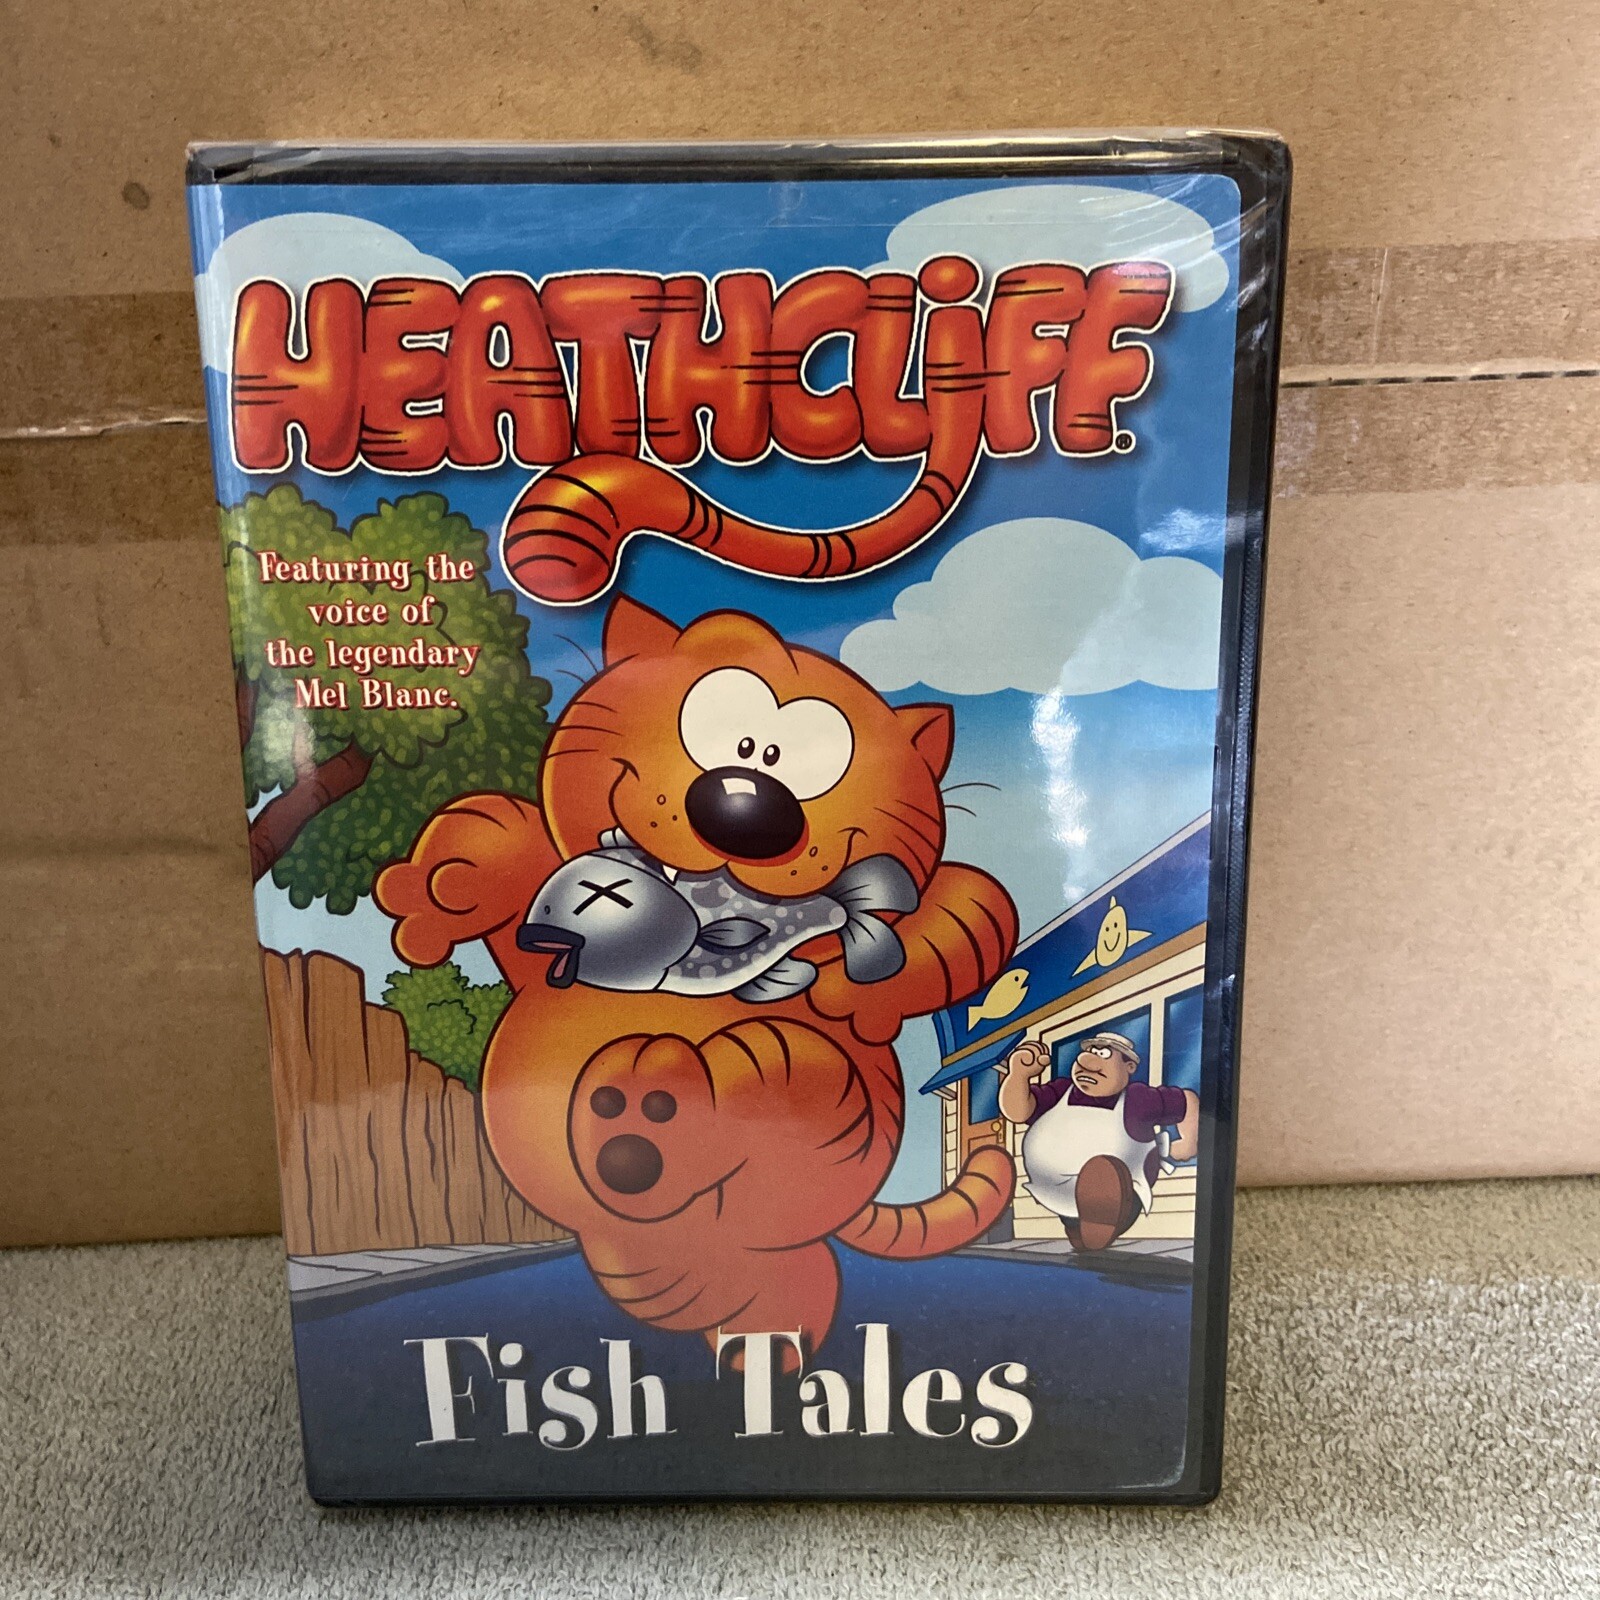 HEATHCLiFF®
Featuring the
voice of
the legendary
Mel Blanc.
Fish Tales